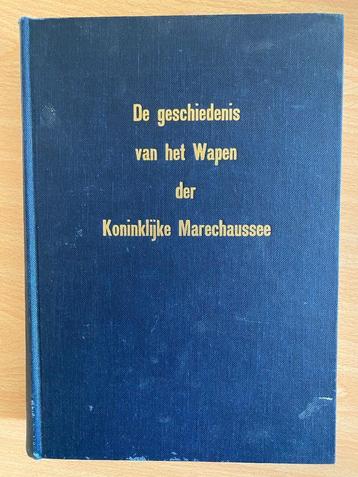 De geschiedenis
van het Wapen
der
Koninklijke Marechaussee